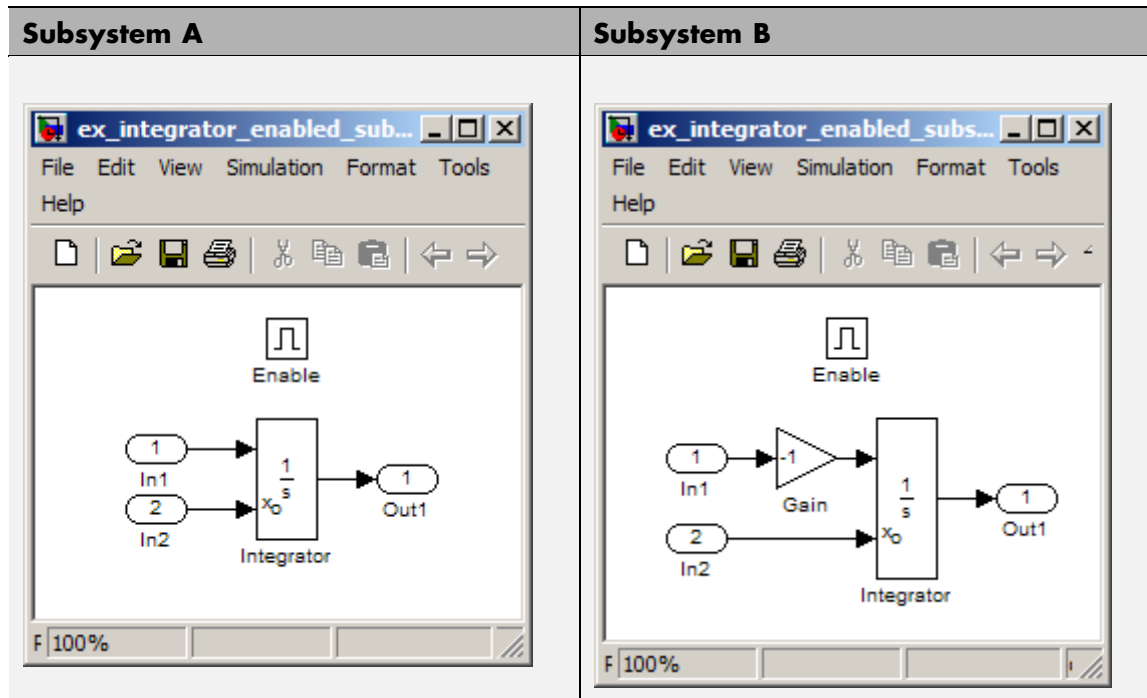 Subsystem A
Subsystem B
ex_integrator_enabled_sub...
File Edit View Simulation Format Tools
Help
Enable
1
In1
2
In2
1
s
xo
Integrator
1
Out1
F 100%
ex_integrator_enabled_subs...
File Edit View Simulation Format Tools
Help
Enable
1
In1
-1
Gain
2
In2
1
s
xo
Integrator
1
Out1
F 100%